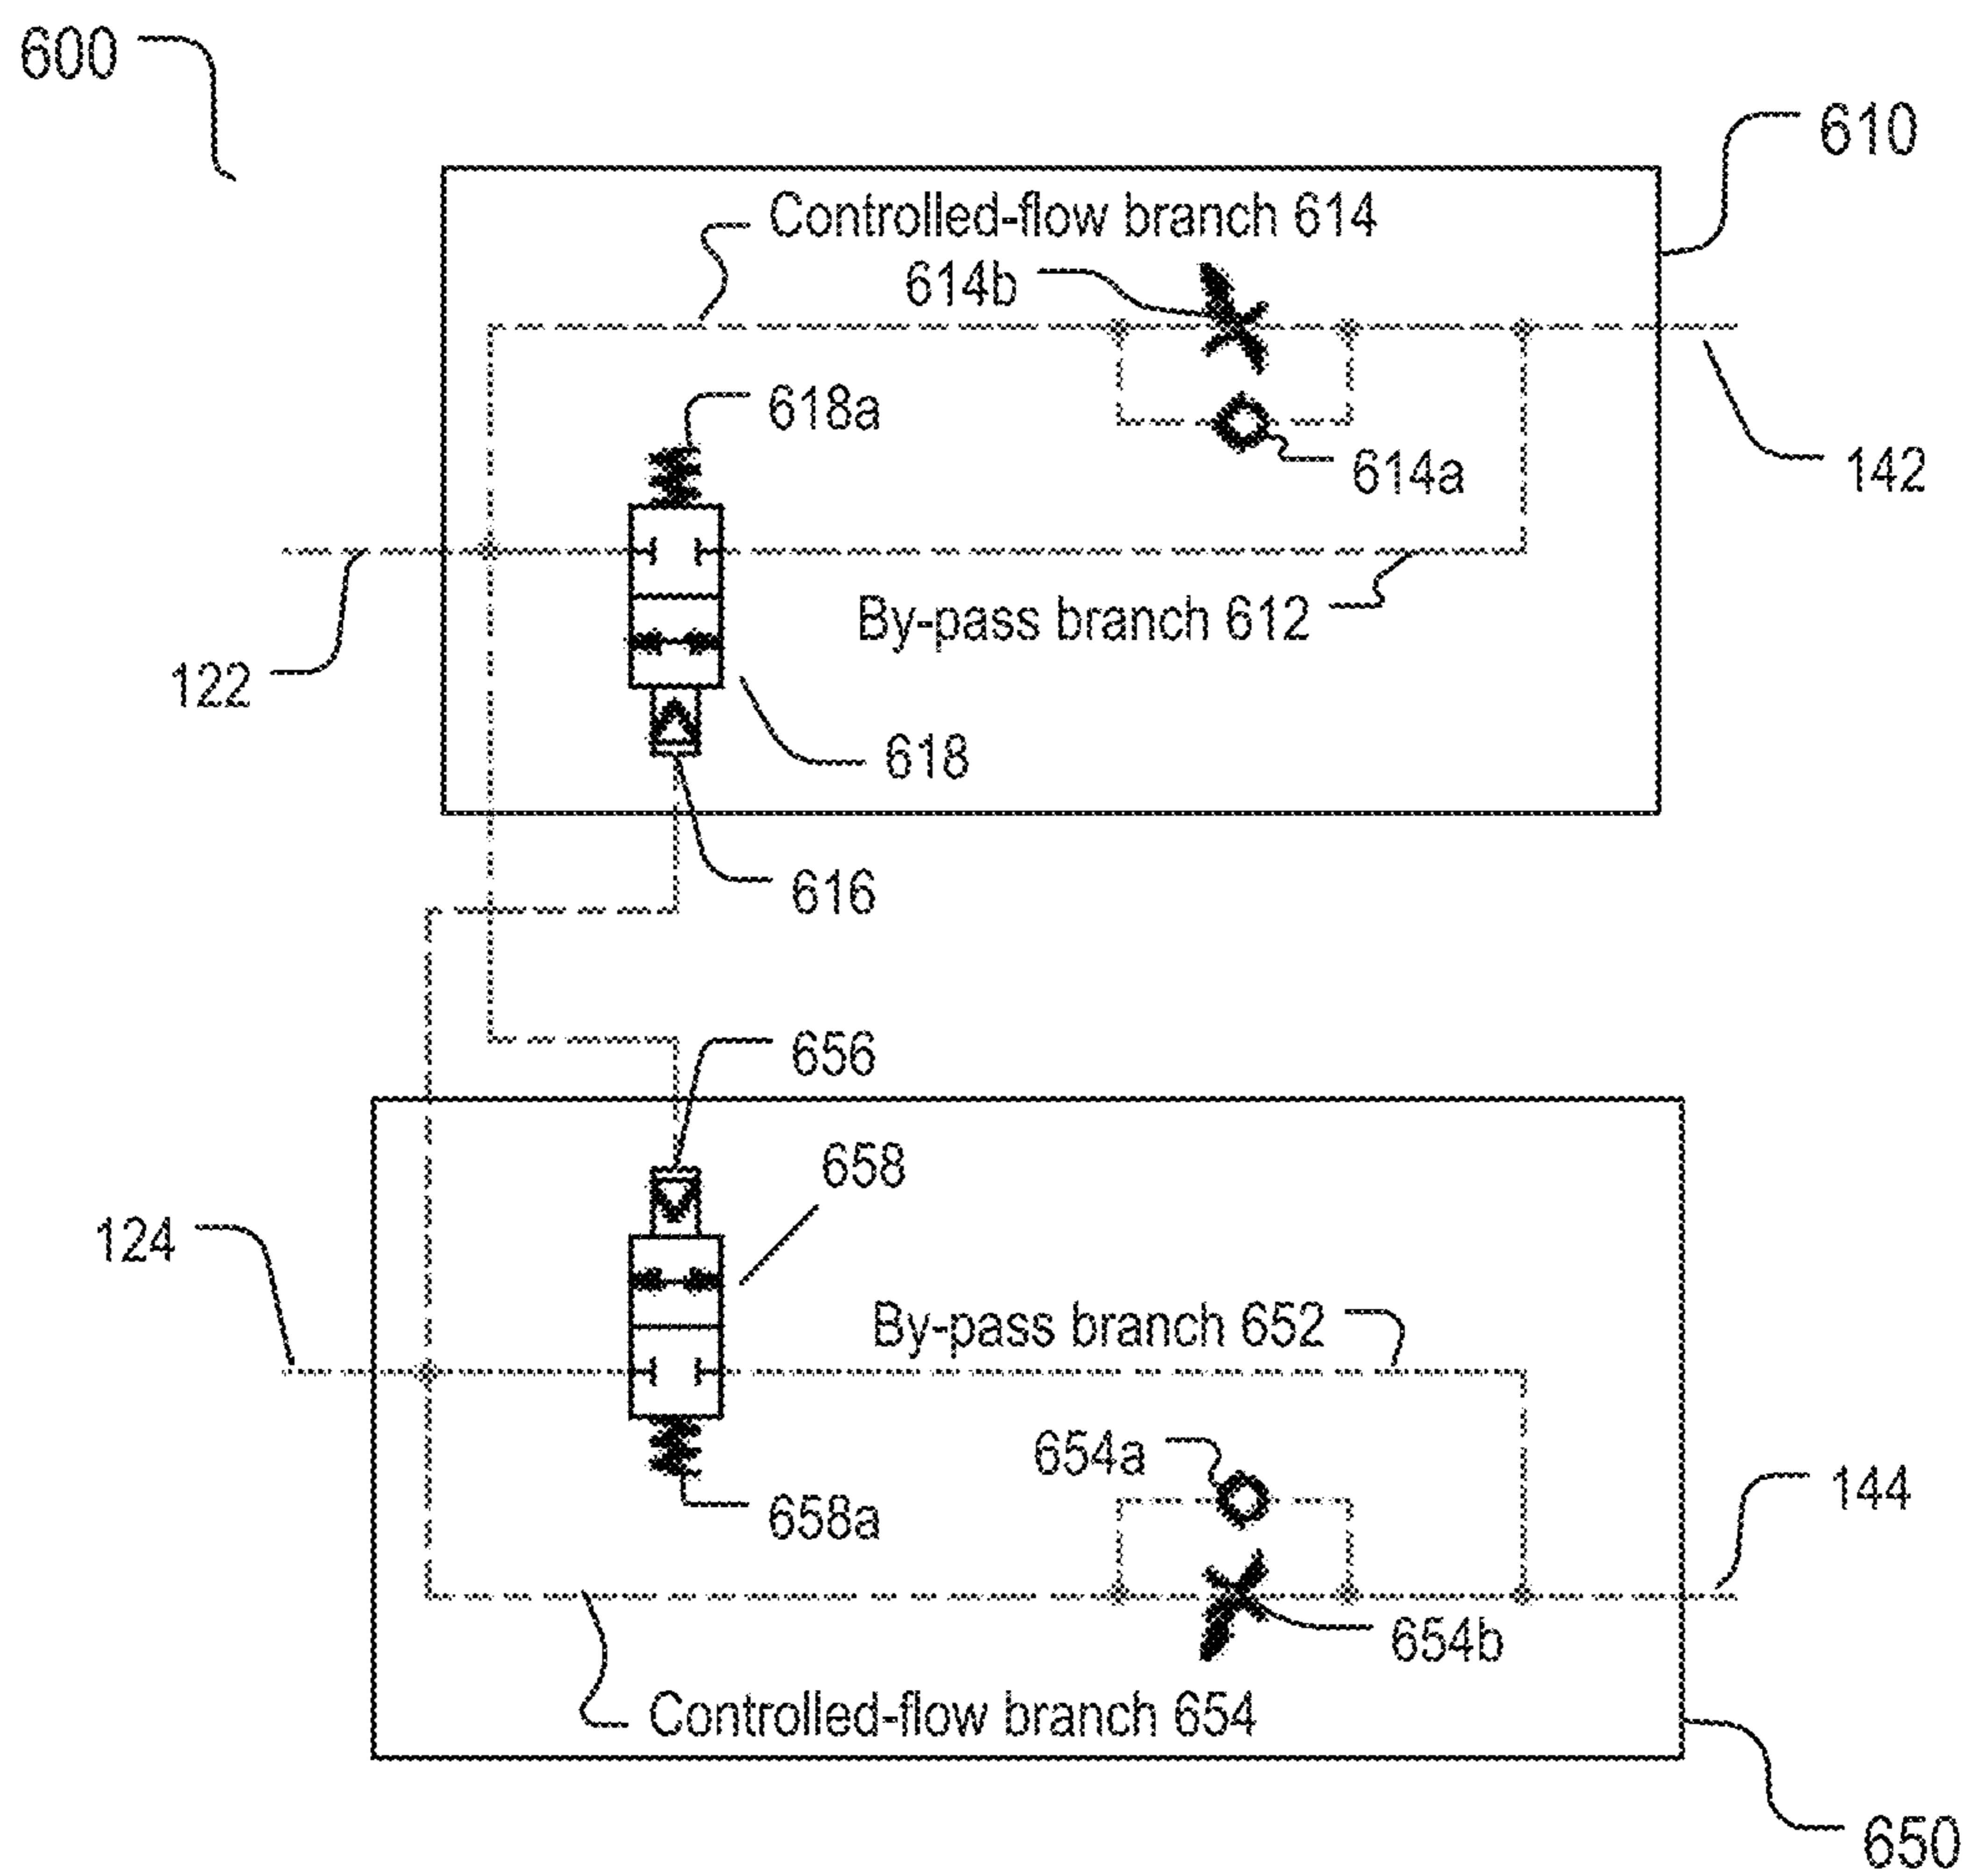 600
610
Controlled-flow branch 614
614b
618a
614a
142
By-pass branch 612
122
618
616
656
658
124
By-pass branch 652
654a
144
658a
654b
Controlled-flow branch 654
650